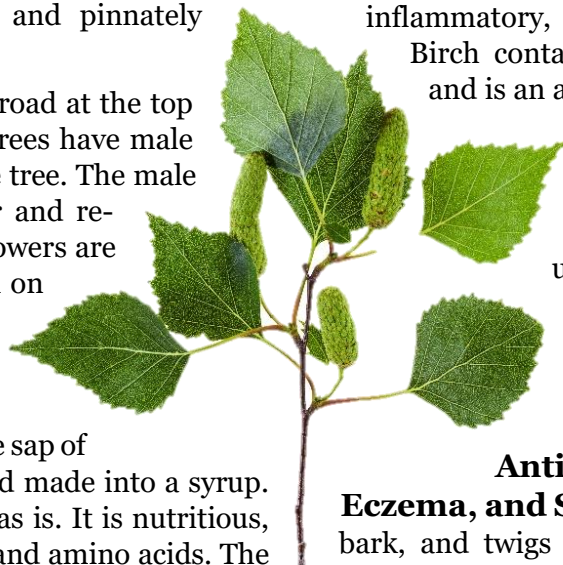 and pinnately
road at the top
rees have male
tree. The male
and re-
owers are
on
sap of
d made into a syrup.
as is. It is nutritious,
and amino acids. The
inflammatory,
Birch conta
and is an a
u
Anti
Eczema, and S
bark, and twigs